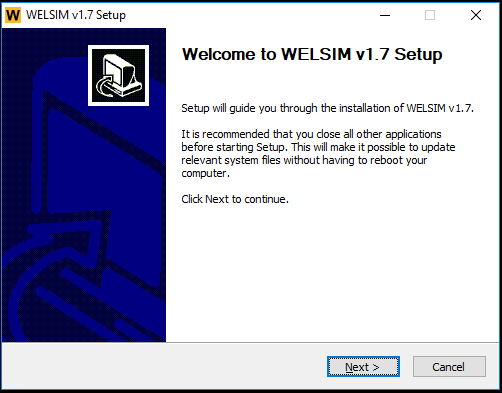 W WELSIM v1.7 Setup
Welcome to WELSIM v1.7 Setup
Setup will guide you through the installation of WELSIM v1.7.
It is recommended that you close all other applications
before starting Setup. This will make it possible to update
relevant system files without having to reboot your
computer.
Click Next to continue.
Next >
Cancel